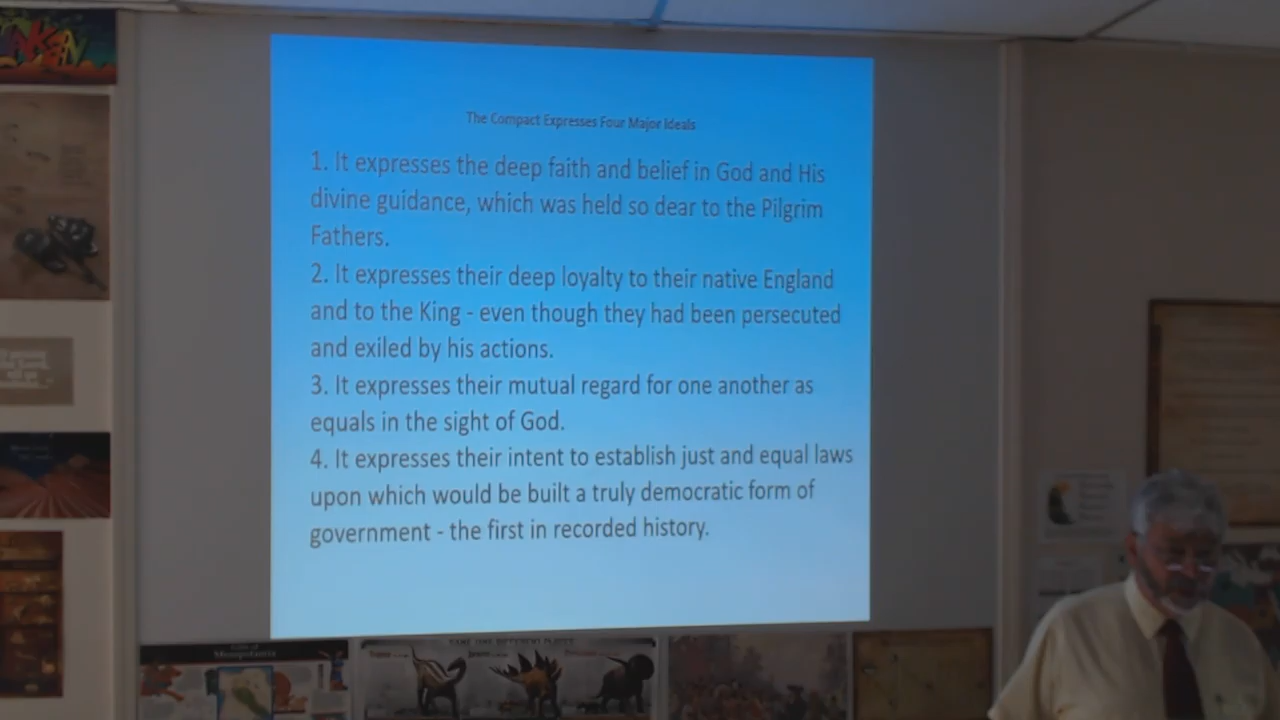 The Compact Expresses Four Major Ideals
1. It expresses the deep faith and belief in God and His
divine guidance, which was held so dear to the Pilgrim
Fathers.
2. It expresses their deep loyalty to their native England
and to the King - even though they had been persecuted
and exiled by his actions.
3. It expresses their mutual regard for one another as
equals in the sight of God.
4. It expresses their intent to establish just and equal laws
upon which would be built a truly democratic form of
government - the first in recorded history.
Mesopotamia